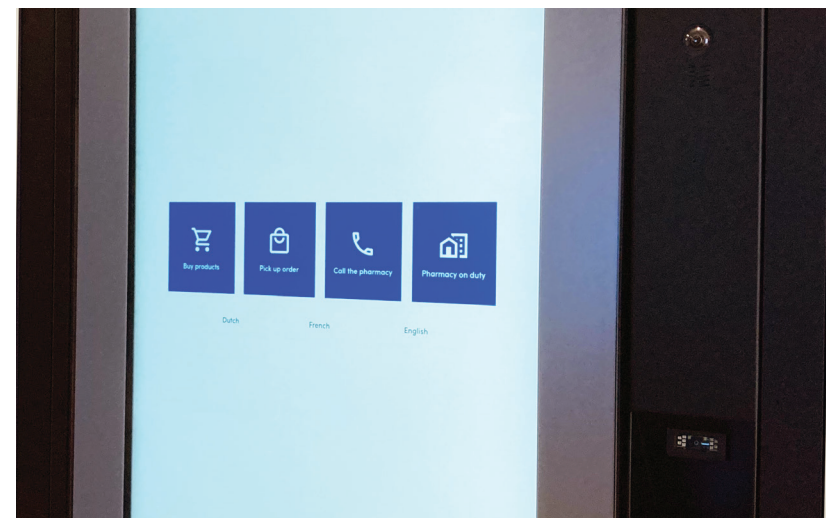 Buy products
Pick up order
Call the pharmacy
Pharmacy on duty
Dutch
French
English